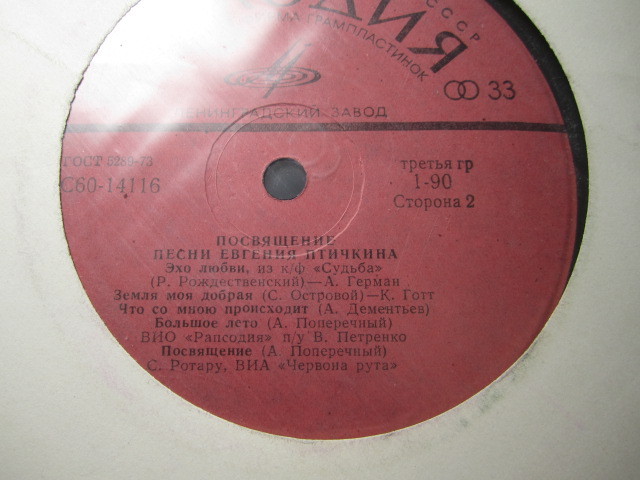 СССР
ДИЯ
ГРАМПЛАСТИНОК
33
ЛЕНИНГРАДСКИЙ ЗАВОД
ГОСТ 5289-73
третья гр
С60-14116
1-90
Сторона 2
ПОСВЯЩЕНИЕ
ПЕСНИ ЕВГЕНИЯ ПТИЧКИНА
Эхо любви, из к/ф «Судьба»
(Р. Рождественский)—А. Герман
Земля моя добрая (С. Островой)—К. Готт
Что со мною происходит (А. Дементьев)
Большое лето (А. Поперечный)
ВИО «Рапсодия» п/у В. Петренко
Посвящение (А. Поперечный)
С. Ротару, ВИА «Червона рута»